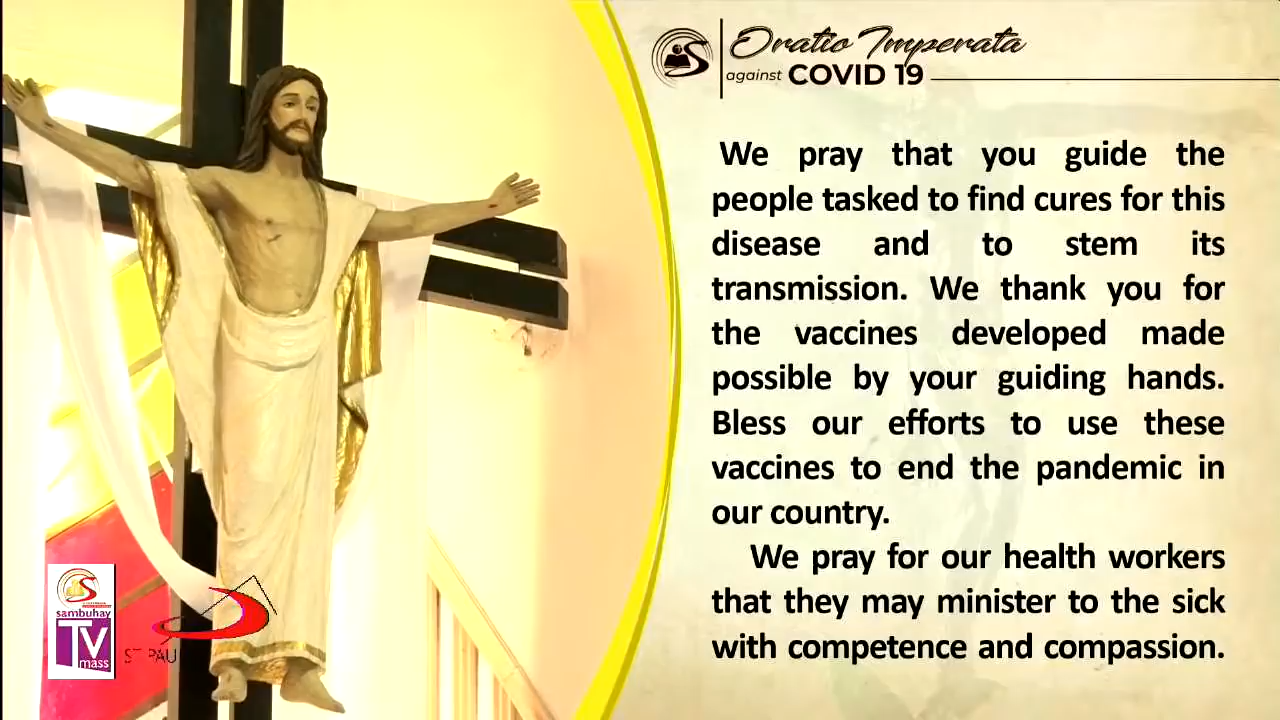 Oratio Imperata
against COVID 19
We pray that you guide the
people tasked to find cures for this
disease and to stem its
transmission. We thank you for
the vaccines developed made
possible by your guiding hands.
Bless our efforts to use these
vaccines to end the pandemic in
our country.
We pray for our health workers
that they may minister to the sick
with competence and compassion.
sambuhay
TV
mass
ST PAU